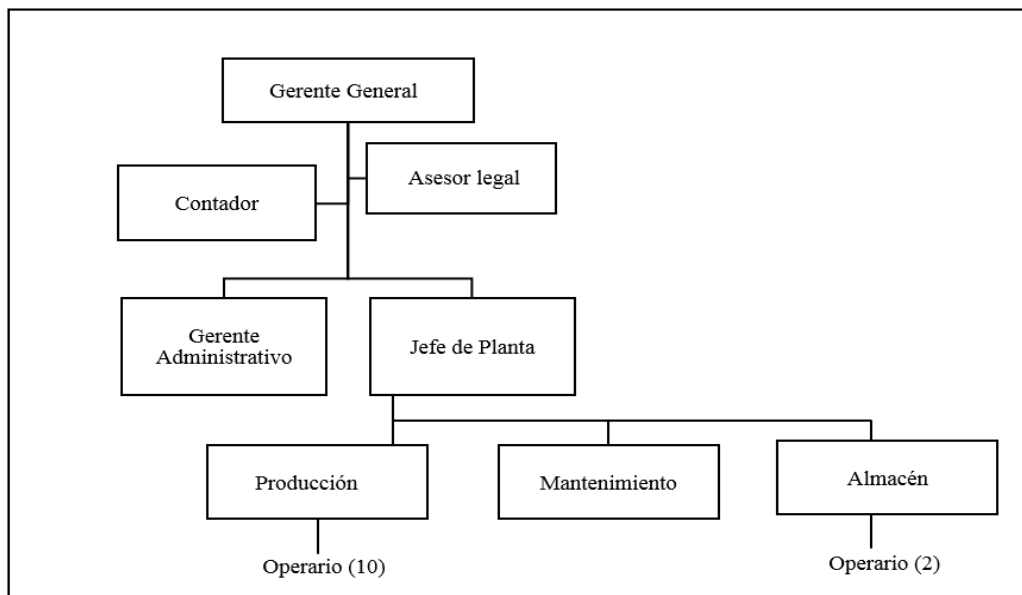 Gerente General
Asesor legal
Contador
Gerente
Administrativo
Jefe de Planta
Producción
Mantenimiento
Almacén
Operario (10)
Operario (2)